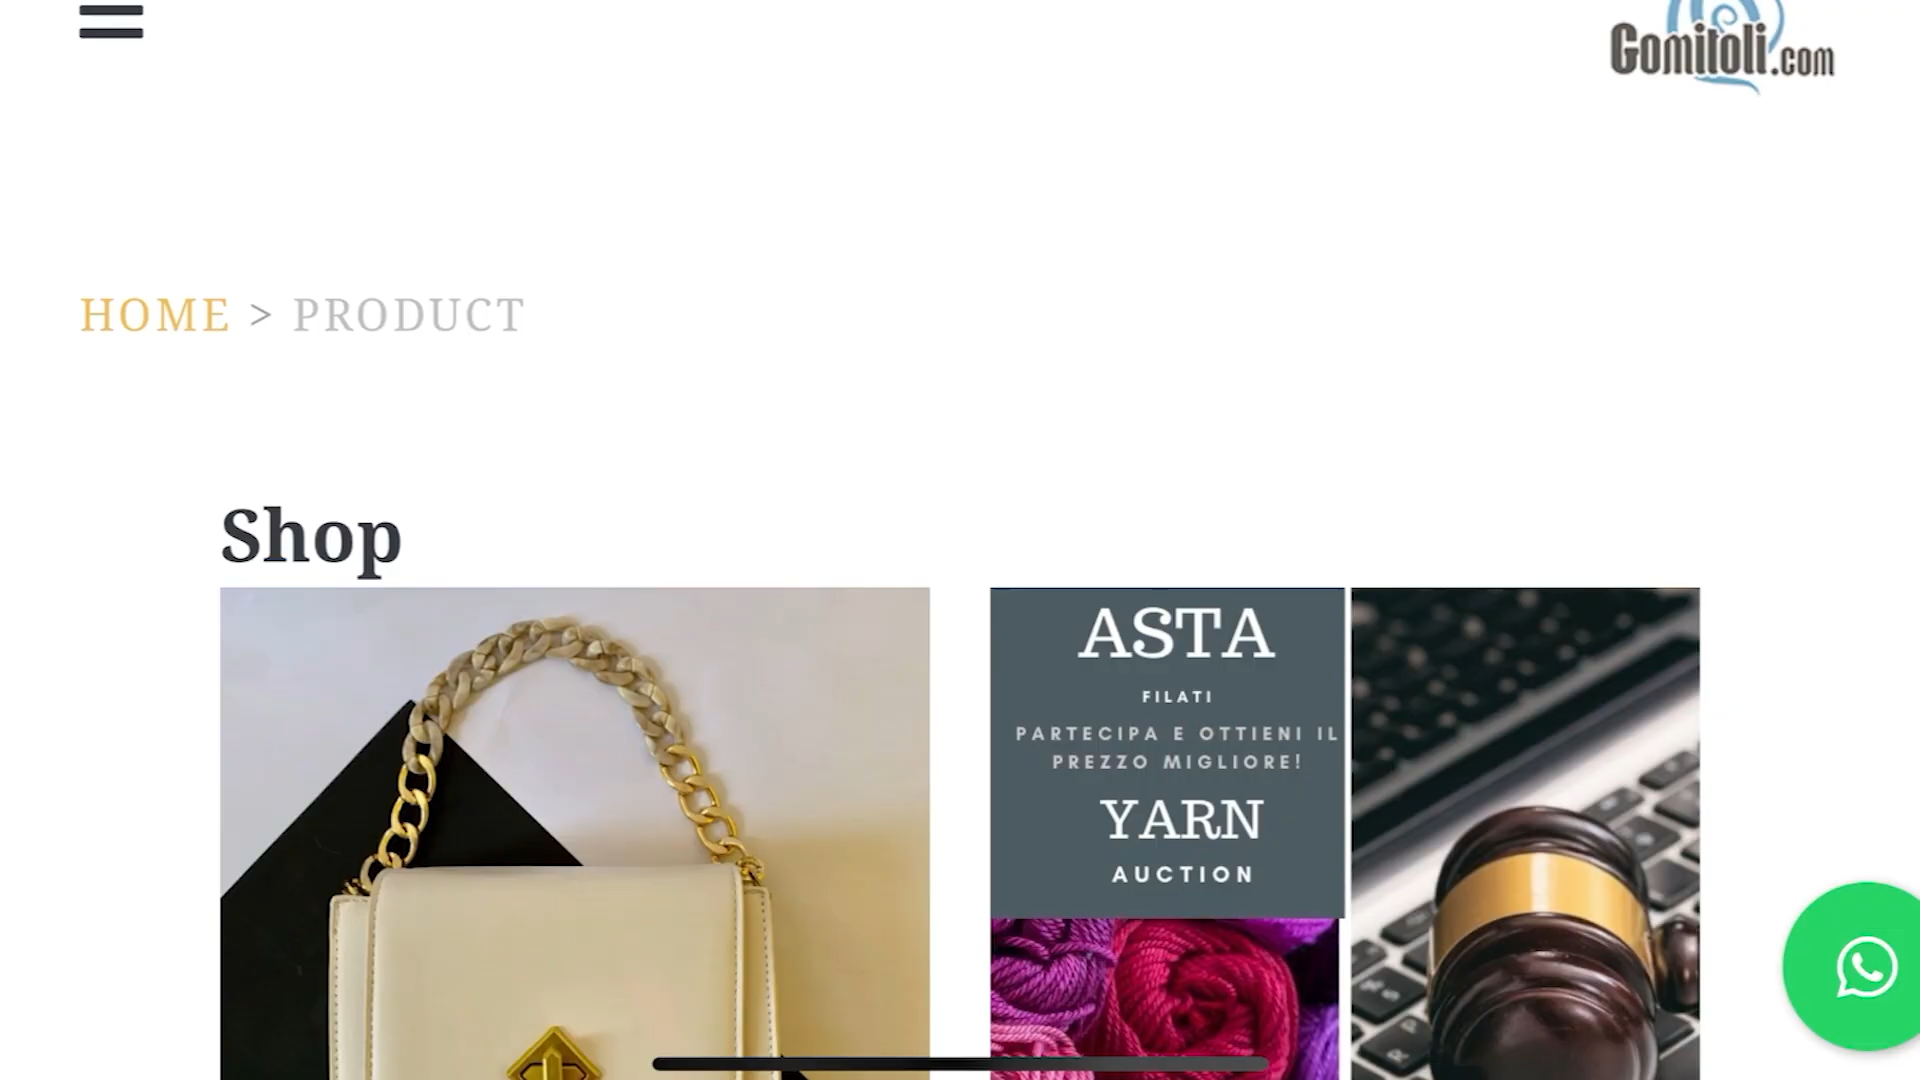 Gomitoli.com
HOME > PRODUCT
Shop
ASTA
FILATI
PARTECIPA E OTTIENI IL
PREZZO MIGLIORE!
YARN
AUCTION